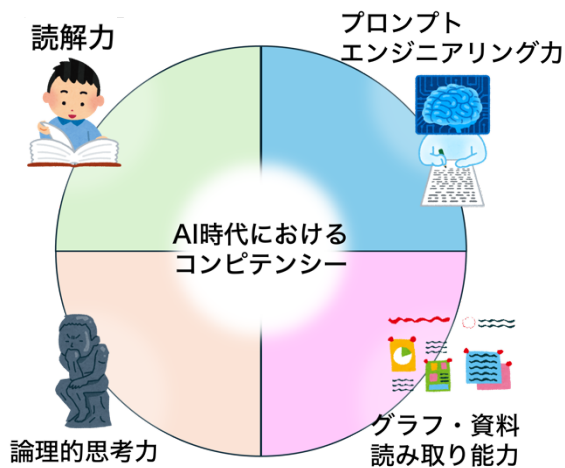 読解力
プロンプト
エンジニアリング力
AI時代における
コンピテンシー
論理的思考力
グラフ・資料
読み取り能力